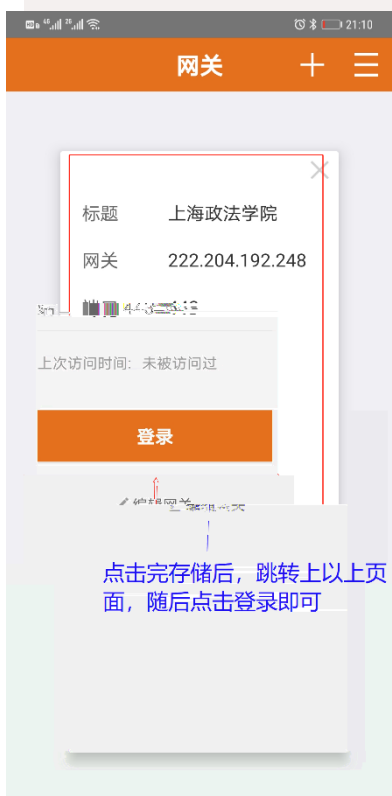 21:10
网关
标题 上海政法学院
网关 222.204.192.248
上次访问时间: 未被访问过
登录
点击完存储后，跳转上以上页
面，随后点击登录即可